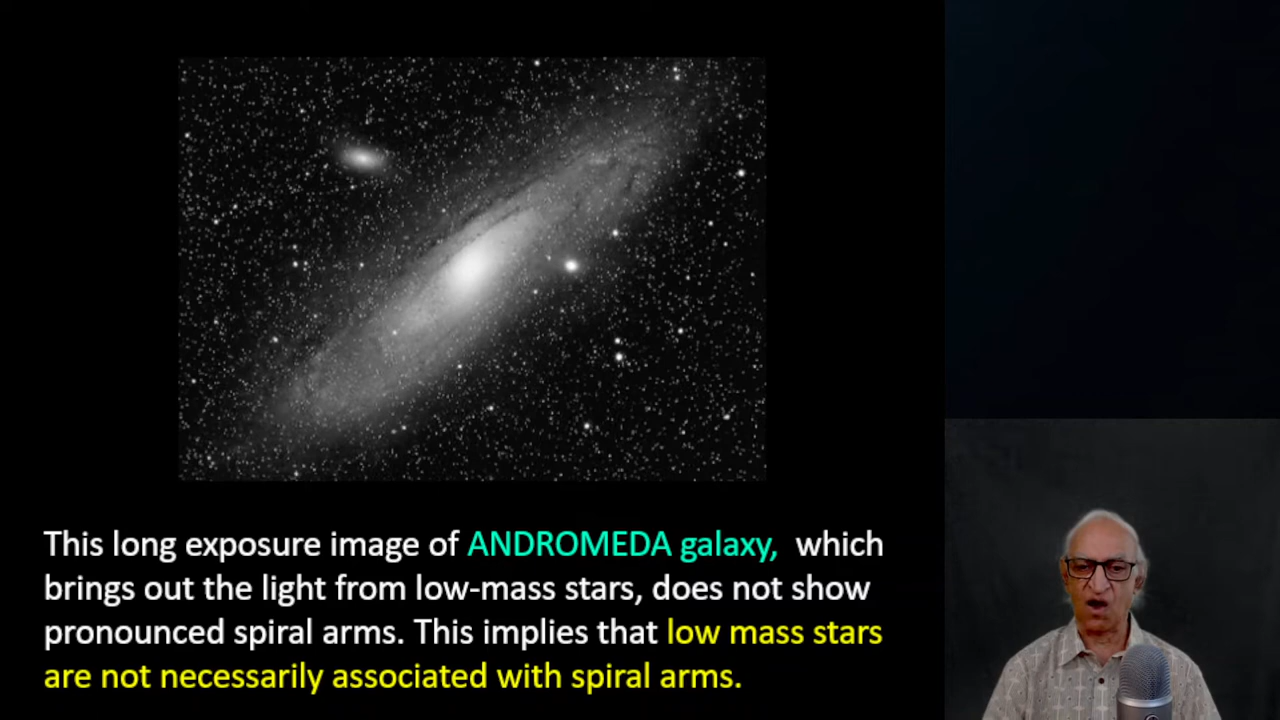 This long exposure image of ANDROMEDA galaxy, which
brings out the light from low-mass stars, does not show
pronounced spiral arms. This implies that low mass stars
are not necessarily associated with spiral arms.